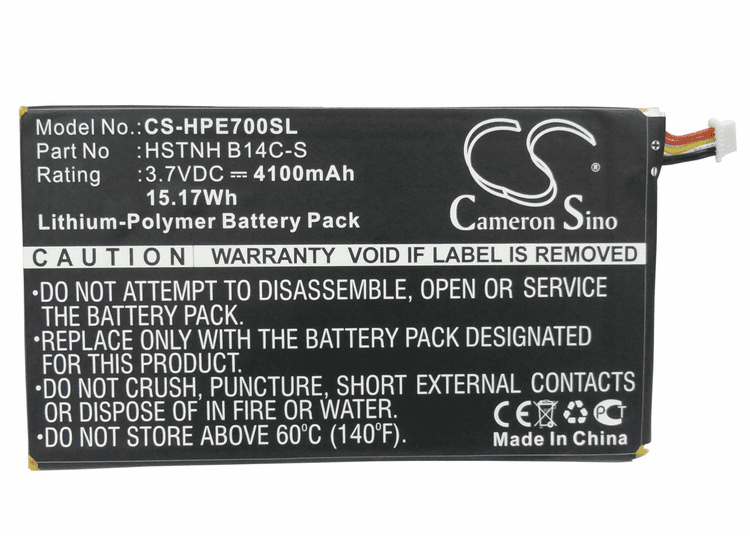 Model No.: CS-HPE700SL
Part No : HSTNH B14C-S
Rating : 3.7VDC ⎓ 4100mAh
15.17Wh
Lithium-Polymer Battery Pack
CS
®
Cameron Sino
CAUTION WARRANTY VOID IF LABEL IS REMOVED
•DO NOT ATTEMPT TO DISASSEMBLE, OPEN OR SERVICE
THE BATTERY PACK.
•REPLACE ONLY WITH THE BATTERY PACK DESIGNATED
FOR THIS PRODUCT.
•DO NOT CRUSH, PUNCTURE, SHORT EXTERNAL CONTACTS
OR DISPOSE OF IN FIRE OR WATER.
•DO NOT EXPOSE ABOVE 60°C (140°F).
CE PCT
Made In China